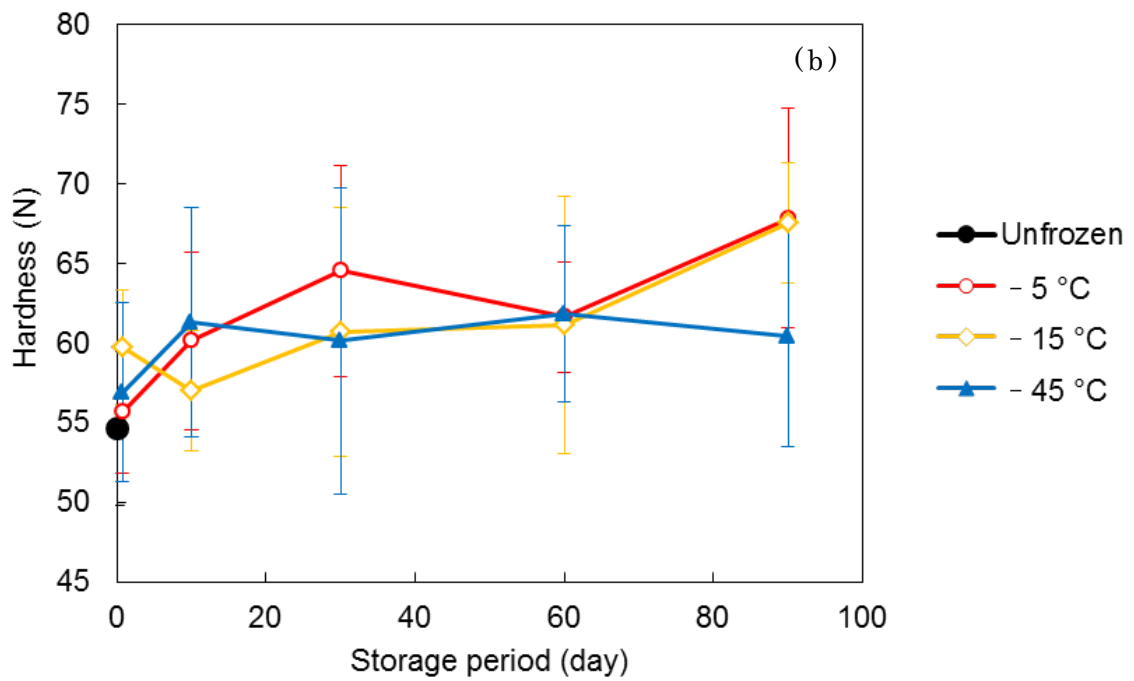 80
75
70
65
60
55
50
45
Hardness (N)
0
20
40
60
80
100
Storage period (day)
(b)
Unfrozen
− 5 °C
− 15 °C
− 45 °C